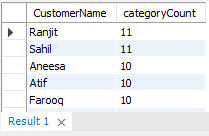 CustomerName categoryCount
Ranjit 11
Sahil 11
Aneesa 10
Atif 10
Farooq 10
Result 1 ×